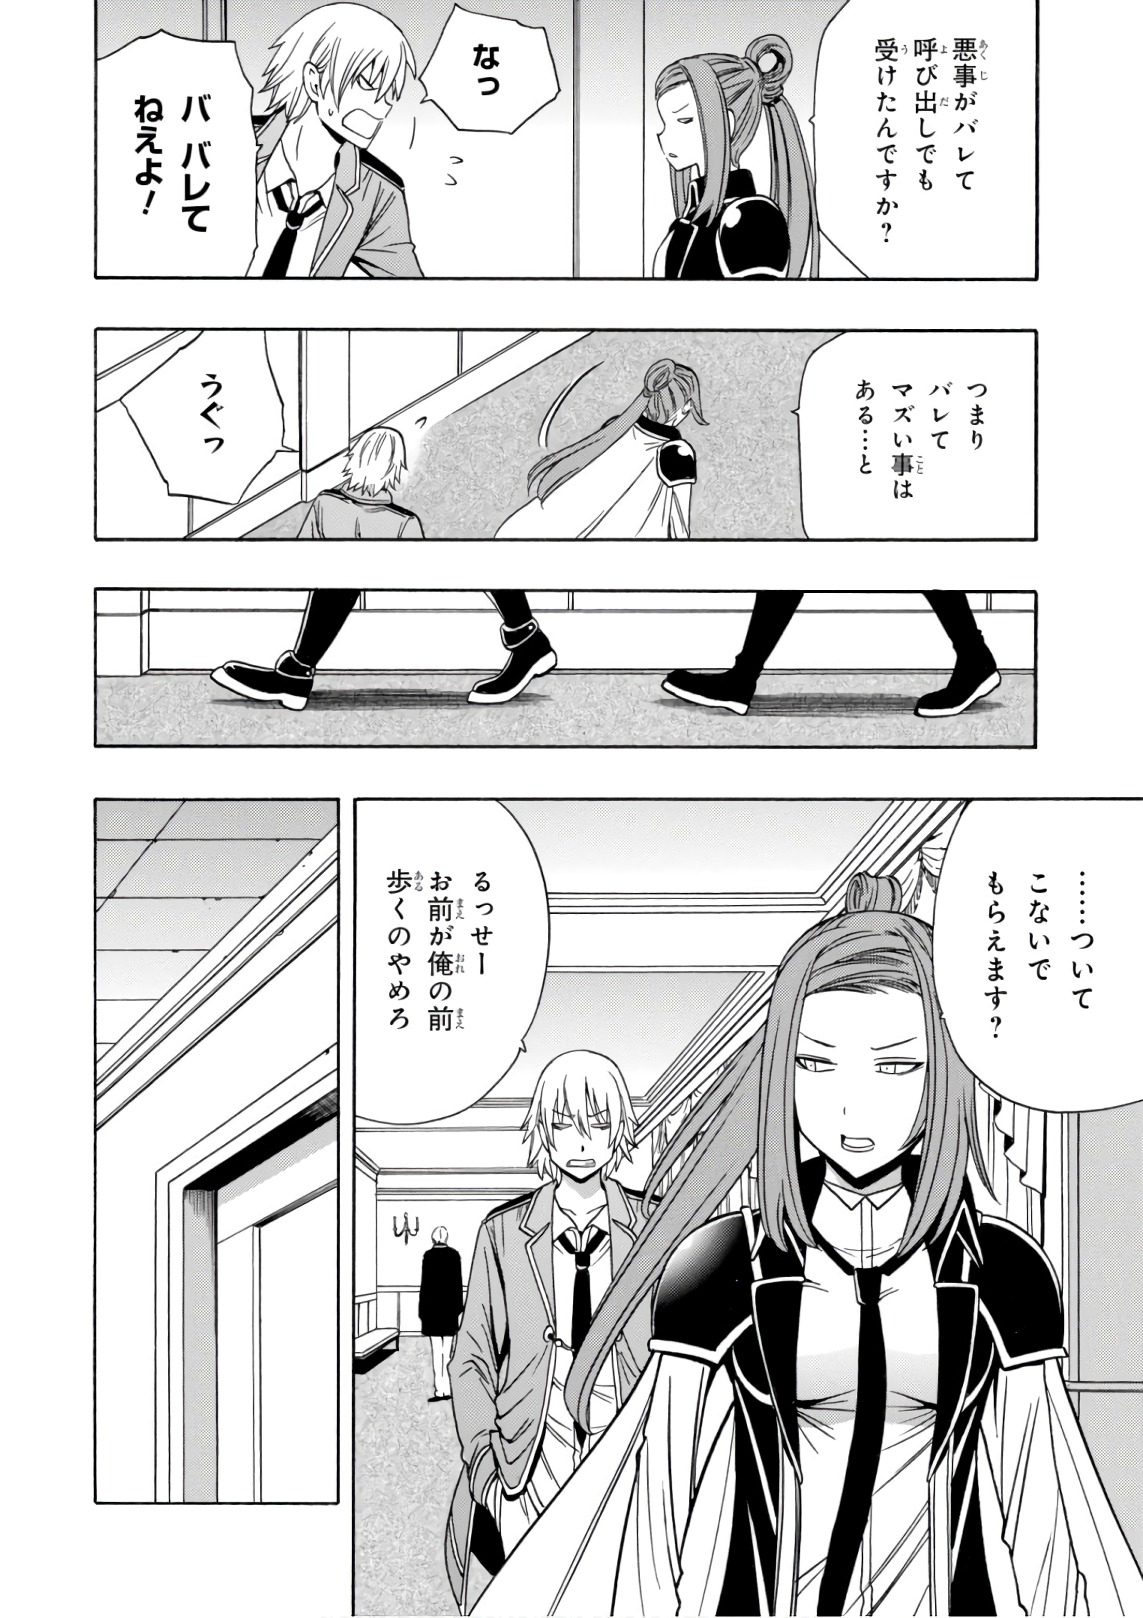 悪事がバレて
呼び出しでも
受けたんですか?
なっ
バ バレて
ねえよ!
つまり
バレて
マズい事は
ある…と
うぐっ
……ついて
こないで
もらえます?
るっせー
お前が俺の前
歩くのやめろ